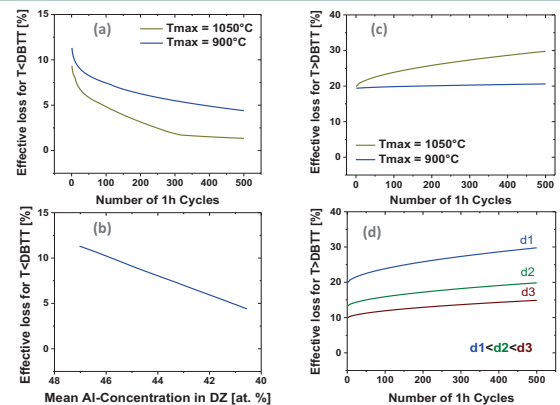 (a)
Tmax = 1050°C
Tmax = 900°C
Effective loss for T<DBTT [%]
15
10
5
0
0 100 200 300 400 500
Number of 1h Cycles
(c)
Effective loss for T>DBTT [%]
40
30
20
10
0
Tmax = 1050°C
Tmax = 900°C
0 100 200 300 400 500
Number of 1h Cycles
(b)
Effective loss for T<DBTT [%]
15
10
5
0
48 46 44 42 40
Mean Al-Concentration in DZ [at. %]
(d)
Effective loss for T>DBTT [%]
40
30
20
10
0
d1
d2
d3
d1<d2<d3
0 100 200 300 400 500
Number of 1h Cycles